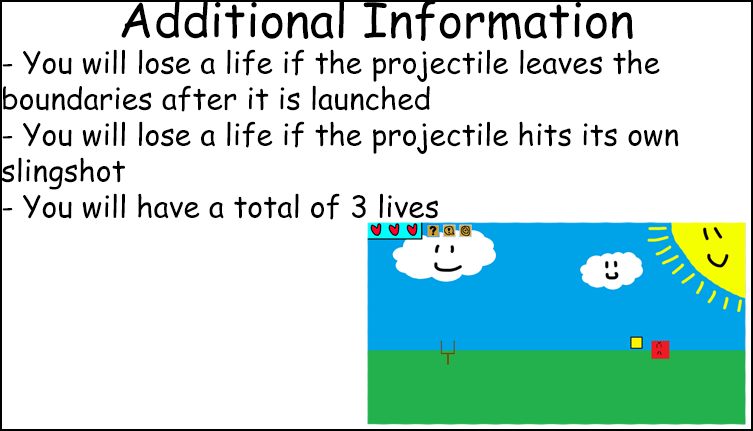 Additional Information
- You will lose a life if the projectile leaves the
boundaries after it is launched
- You will lose a life if the projectile hits its own
slingshot
- You will have a total of 3 lives
?